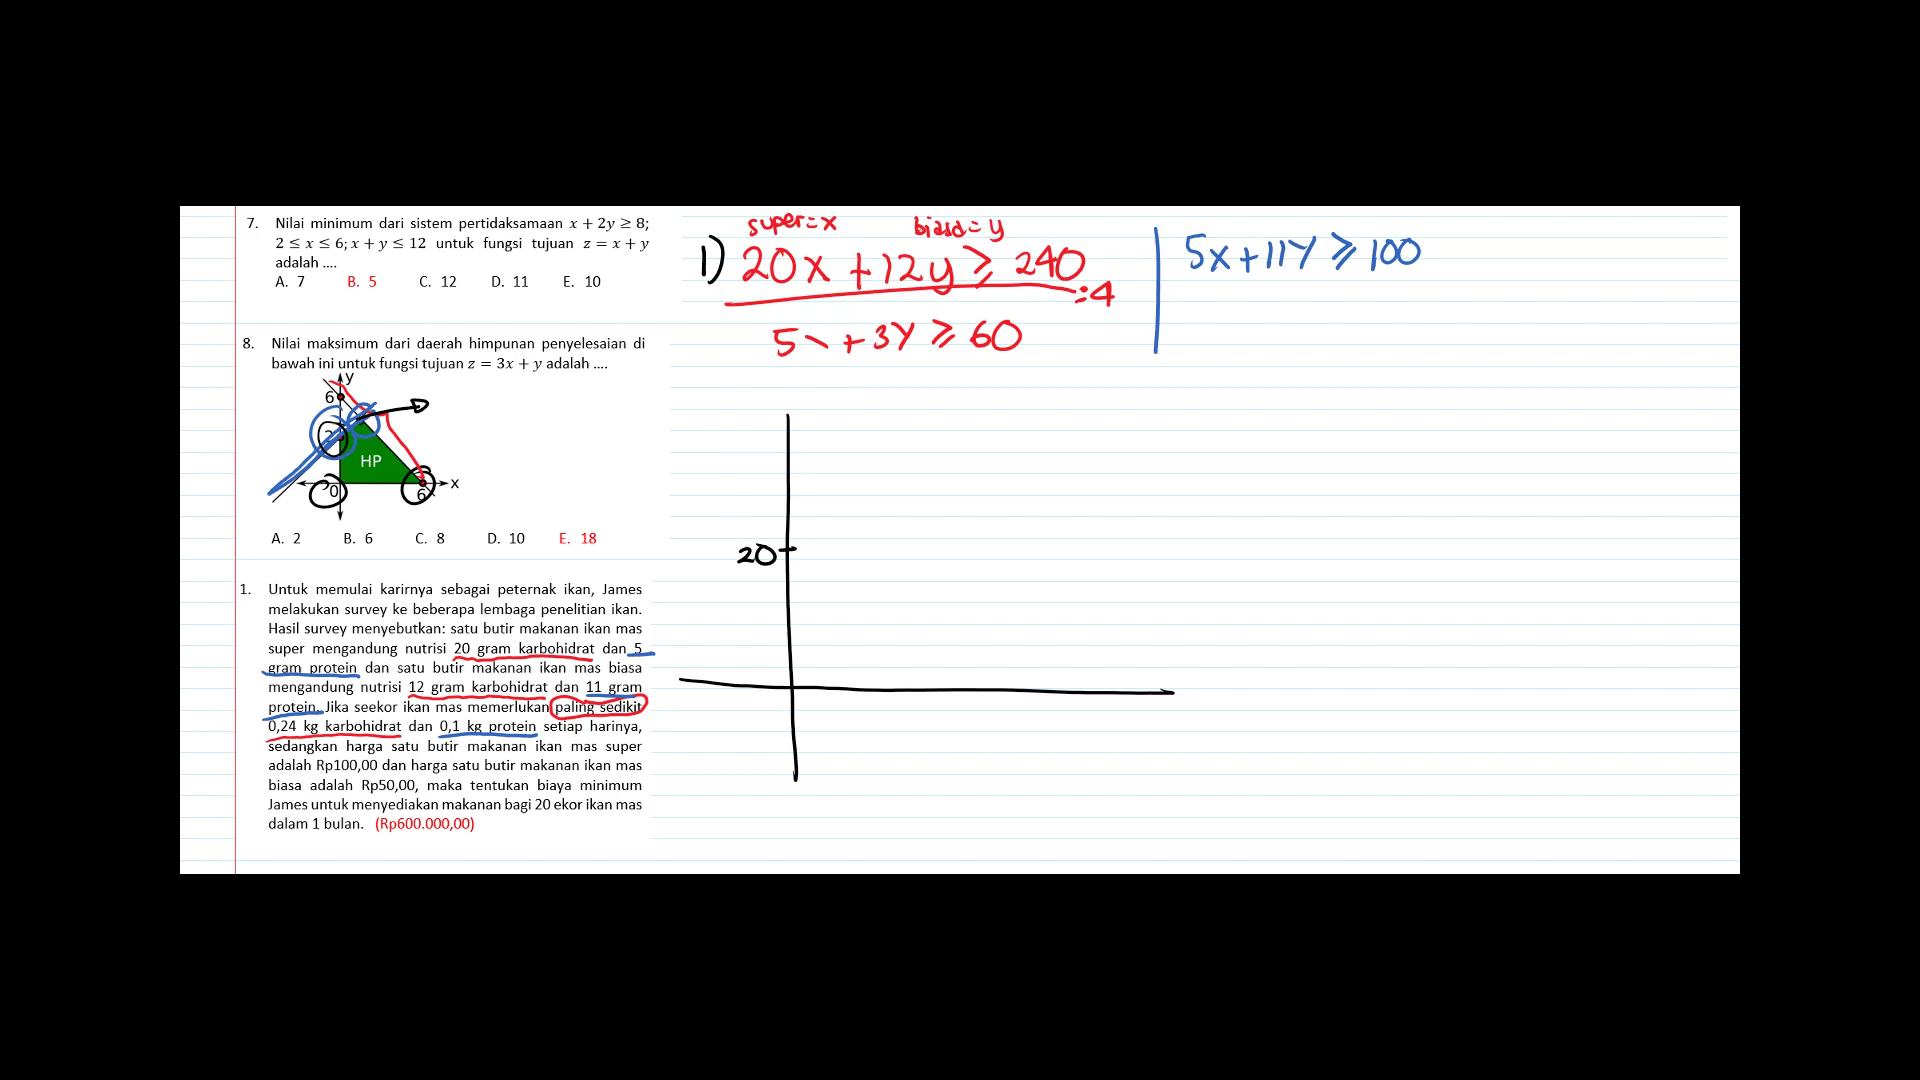 7. Nilai minimum dari sistem pertidaksamaan x + 2y ≥ 8;
2 ≤ x ≤ 6; x + y ≤ 12 untuk fungsi tujuan z = x + y
adalah ....
A. 7 B. 5 C. 12 D. 11 E. 10
8. Nilai maksimum dari daerah himpunan penyelesaian di
bawah ini untuk fungsi tujuan z = 3x + y adalah ....
y
6
HP
0
6
x
A. 2 B. 6 C. 8 D. 10 E. 18
1. Untuk memulai karirnya sebagai peternak ikan, James
melakukan survey ke beberapa lembaga penelitian ikan.
Hasil survey menyebutkan: satu butir makanan ikan mas
super mengandung nutrisi 20 gram karbohidrat dan 5
gram protein dan satu butir makanan ikan mas biasa
mengandung nutrisi 12 gram karbohidrat dan 11 gram
protein. Jika seekor ikan mas memerlukan paling sedikit
0,24 kg karbohidrat dan 0,1 kg protein setiap harinya,
sedangkan harga satu butir makanan ikan mas super
adalah Rp100,00 dan harga satu butir makanan ikan mas
biasa adalah Rp50,00, maka tentukan biaya minimum
James untuk menyediakan makanan bagi 20 ekor ikan mas
dalam 1 bulan. (Rp600.000,00)
super = x biasa = y
1) 20x + 12y ≥ 240
:4
5x + 3y ≥ 60
5x + 11y ≥ 100
20